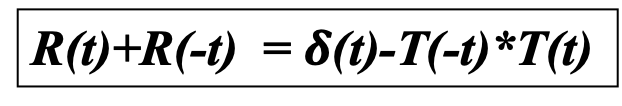 R(t)+R(-t) = δ(t)-T(-t)*T(t)